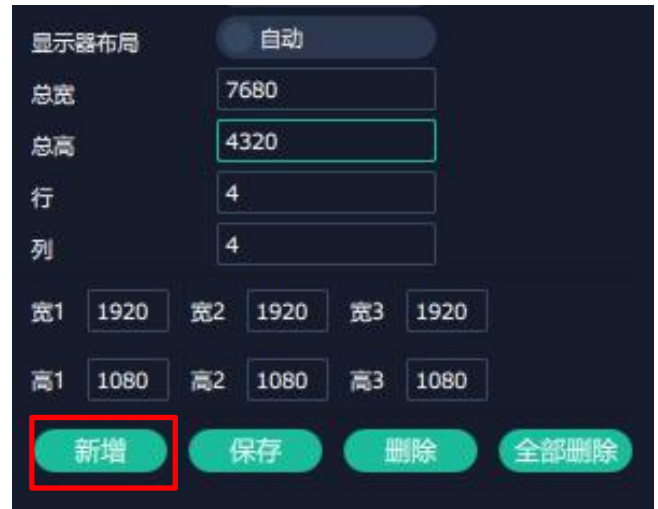 显示器布局 自动
总宽 7680
总高 4320
行 4
列 4
宽1 1920 宽2 1920 宽3 1920
高1 1080 高2 1080 高3 1080
新增 保存 删除 全部删除